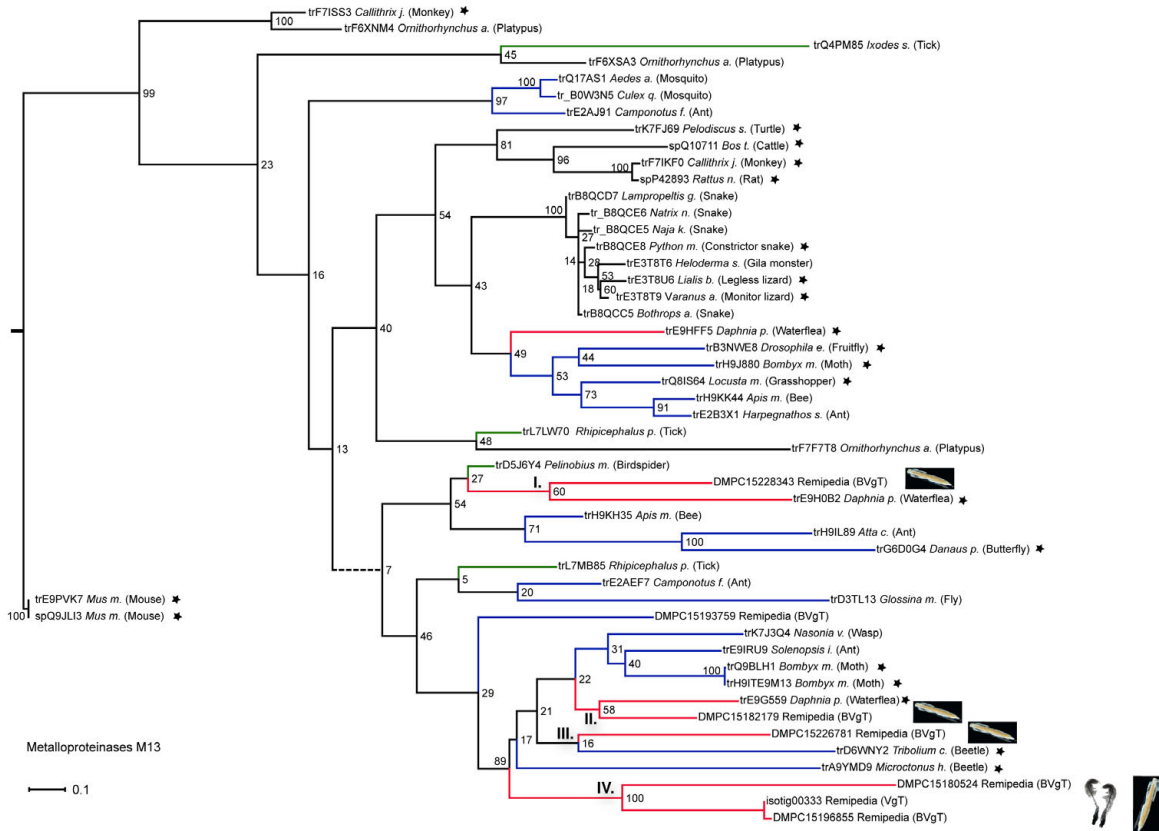 trF7ISS3 Callithrix j. (Monkey)
100
trF6XNM4 Ornithorhynchus a. (Platypus)
trQ4PM85 Ixodes s. (Tick)
45
trF6XSA3 Ornithorhynchus a. (Platypus)
99
trQ17AS1 Aedes a. (Mosquito)
100
tr_B0W3N5 Culex q. (Mosquito)
97
trE2AJ91 Camponotus f. (Ant)
trK7FJ69 Pelodiscus s. (Turtle)
81
spQ10711 Bos t. (Cattle)
96
trF7IKF0 Callithrix j. (Monkey)
100
23
spP42893 Rattus n. (Rat)
trB8QCD7 Lampropeltis g. (Snake)
100
tr_B8QCE6 Natrix n. (Snake)
54
tr_B8QCE5 Naja k. (Snake)
27
trB8QCE8 Python m. (Constrictor snake)
14
28
trE3T8T6 Heloderma s. (Gila monster)
16
53
trE3T8U6 Lialis b. (Legless lizard)
43
18
60
trE3T8T9 Varanus a. (Monitor lizard)
trB8QCC5 Bothrops a. (Snake)
40
trE9HFF5 Daphnia p. (Waterflea)
49
trB3NWE8 Drosophila e. (Fruitfly)
44
trH9J880 Bombyx m. (Moth)
53
trQ8IS64 Locusta m. (Grasshopper)
73
trH9KK44 Apis m. (Bee)
91
trE2B3X1 Harpegnathos s. (Ant)
trL7LW70 Rhipicephalus p. (Tick)
48
13
trF7F7T8 Ornithorhynchus a. (Platypus)
trD5J6Y4 Pelinobius m. (Birdspider)
27
I.
DMPC15228343 Remipedia (BVgT)
60
54
trE9H0B2 Daphnia p. (Waterflea)
trH9KH35 Apis m. (Bee)
71
trH9IL89 Atta c. (Ant)
100
trG6D0G4 Danaus p. (Butterfly)
7
trL7MB85 Rhipicephalus p. (Tick)
5
trE2AEF7 Camponotus f. (Ant)
20
trE9PVK7 Mus m. (Mouse)
trD3TL13 Glossina m. (Fly)
100
spQ9JLI3 Mus m. (Mouse)
DMPC15193759 Remipedia (BVgT)
46
trK7J3Q4 Nasonia v. (Wasp)
31
trE9IRU9 Solenopsis i. (Ant)
40
100
trQ9BLH1 Bombyx m. (Moth)
22
trH9ITE9M13 Bombyx m. (Moth)
29
trE9G559 Daphnia p. (Waterflea)
58
II.
DMPC15182179 Remipedia (BVgT)
21
III.
DMPC15226781 Remipedia (BVgT)
17
16
trD6WNY2 Tribolium c. (Beetle)
Metalloproteinases M13
89
trA9YMD9 Microctonus h. (Beetle)
IV.
DMPC15180524 Remipedia (BVgT)
0.1
100
isotig00333 Remipedia (VgT)
DMPC15196855 Remipedia (BVgT)